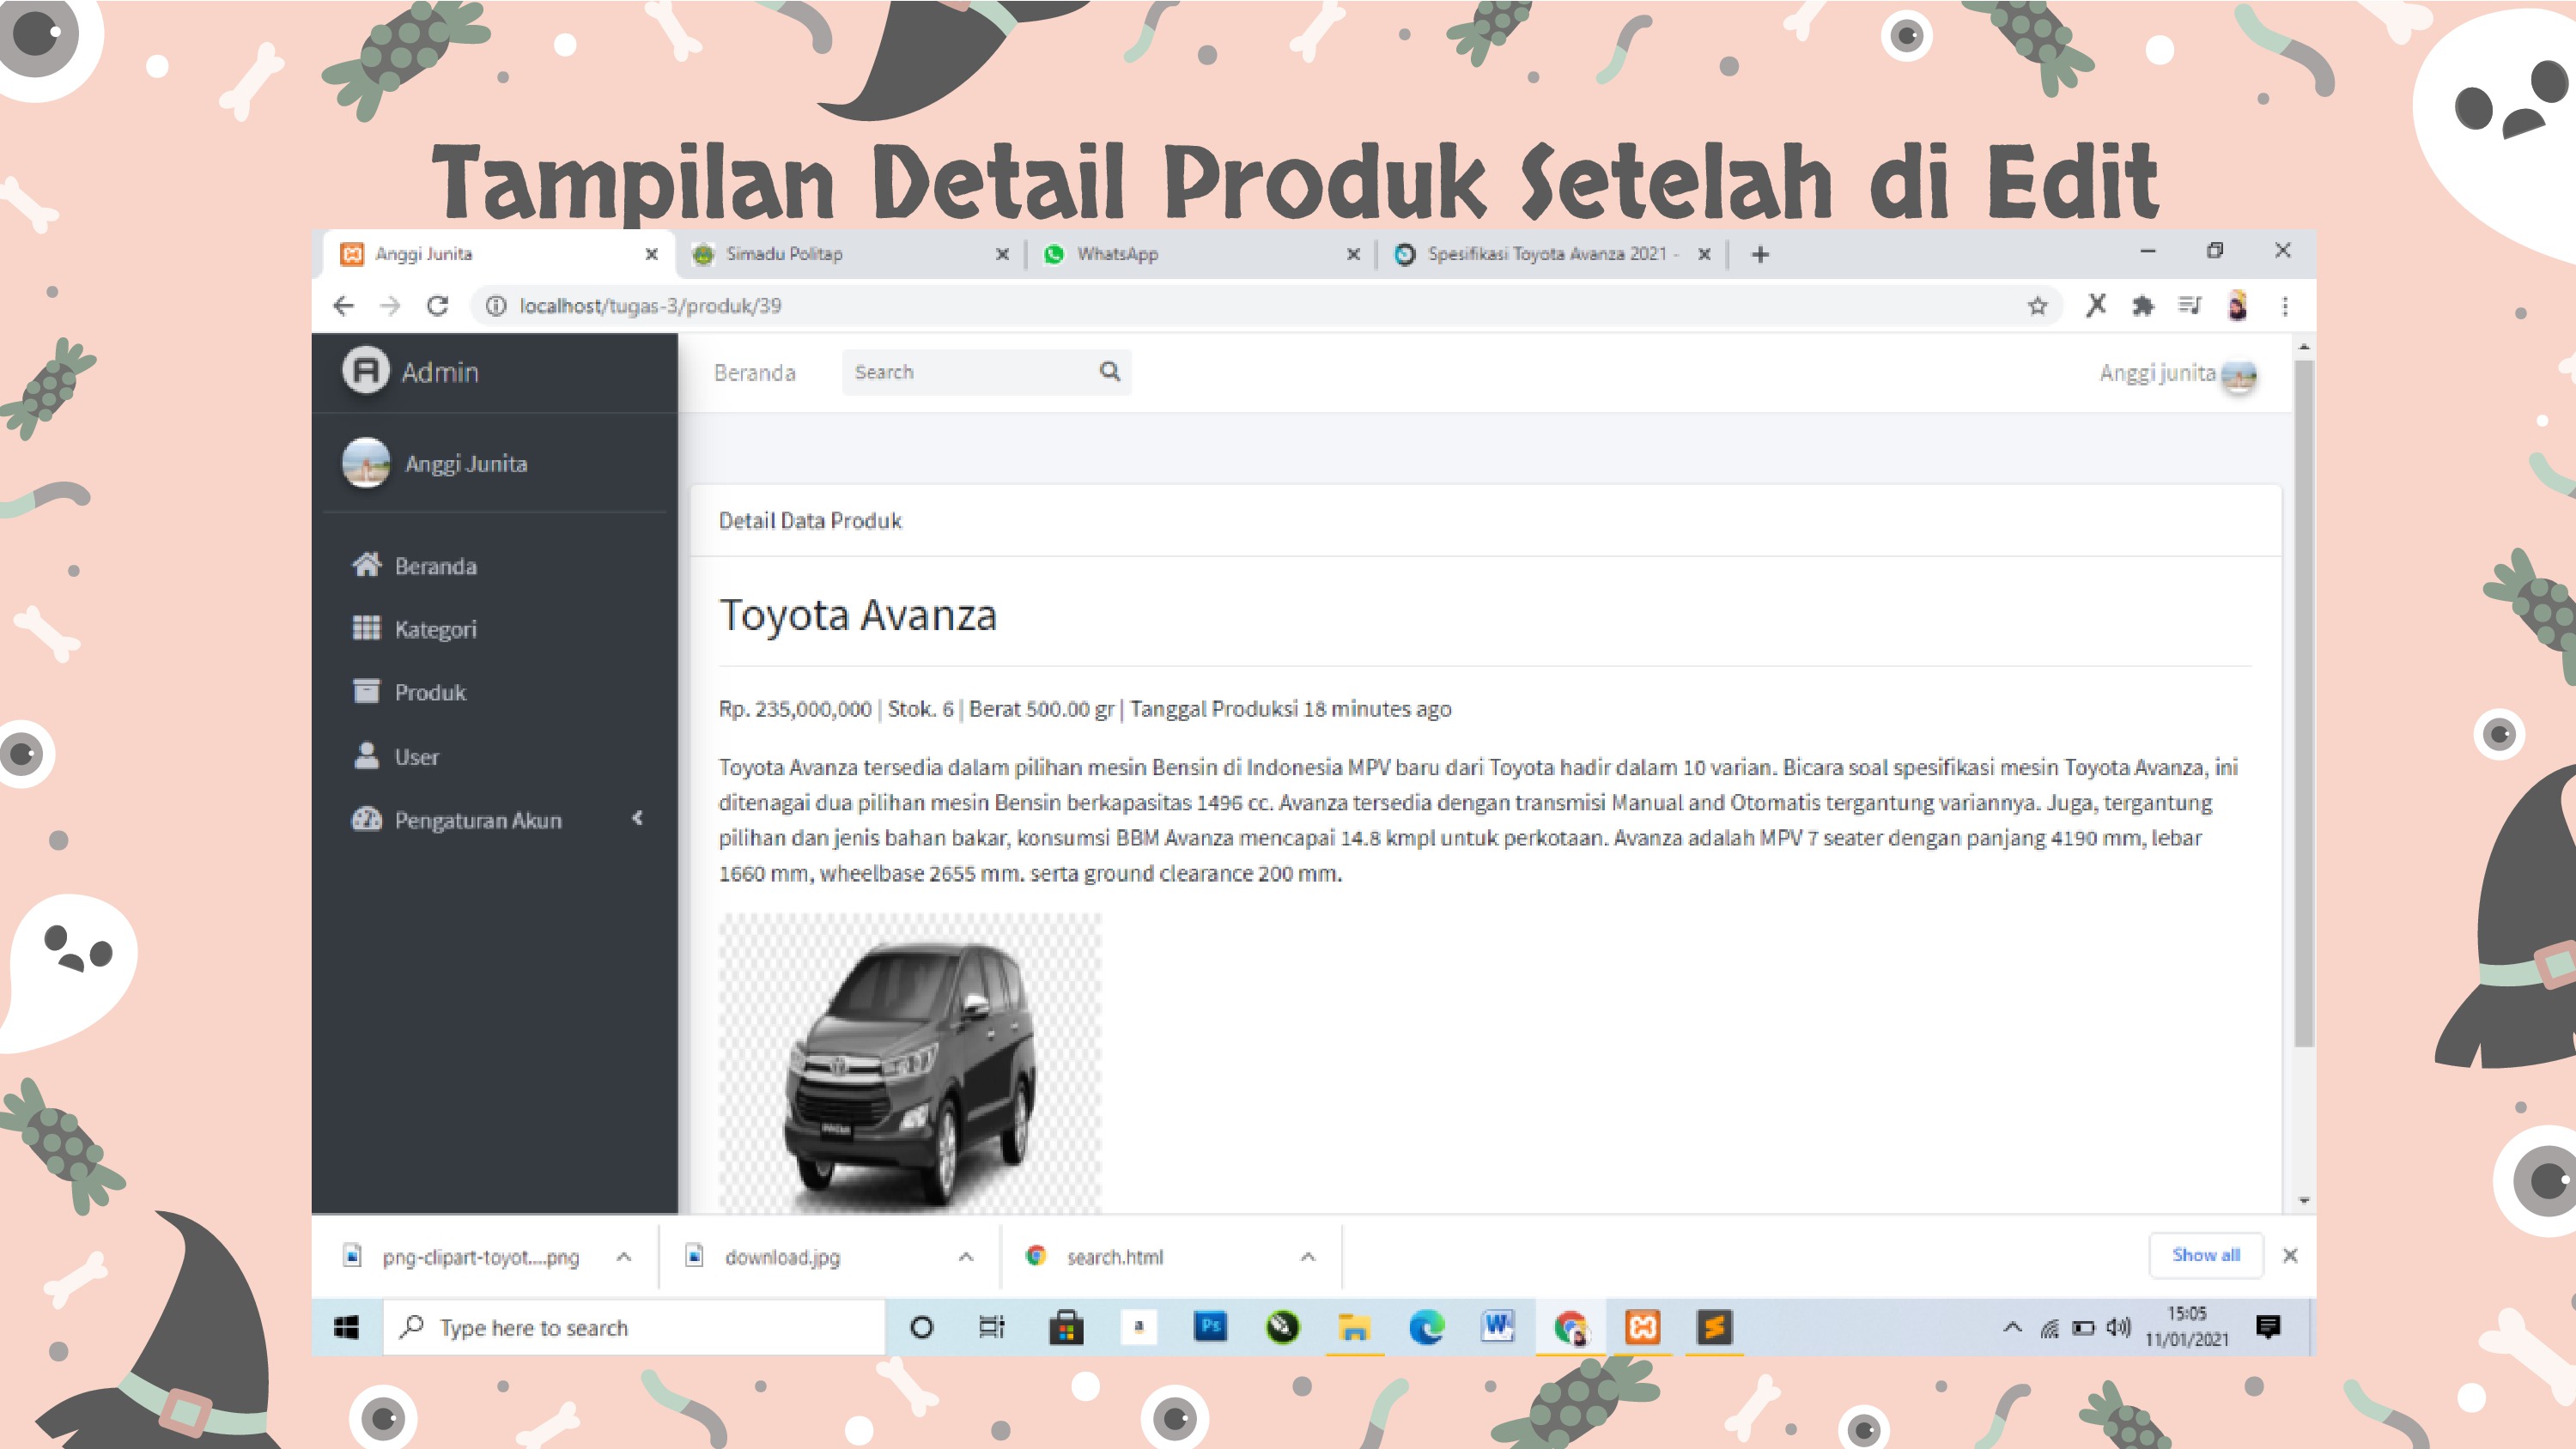 Tampilan Detail Produk Setelah di Edit
Anggi Junita
Simadu Politap
WhatsApp
Spesifikasi Toyota Avanza 2021 -
localhost/tugas-3/produk/39
Admin
Beranda
Search
Anggi junita
Anggi Junita
Beranda
Kategori
Produk
User
Pengaturan Akun
Detail Data Produk
Toyota Avanza
Rp. 235,000,000 | Stok. 6 | Berat 500.00 gr | Tanggal Produksi 18 minutes ago
Toyota Avanza tersedia dalam pilihan mesin Bensin di Indonesia MPV baru dari Toyota hadir dalam 10 varian. Bicara soal spesifikasi mesin Toyota Avanza, ini
ditenagai dua pilihan mesin Bensin berkapasitas 1496 cc. Avanza tersedia dengan transmisi Manual and Otomatis tergantung variannya. Juga, tergantung
pilihan dan jenis bahan bakar, konsumsi BBM Avanza mencapai 14.8 kmpl untuk perkotaan. Avanza adalah MPV 7 seater dengan panjang 4190 mm, lebar
1660 mm, wheelbase 2655 mm. serta ground clearance 200 mm.
png-clipart-toyot....png
download.jpg
search.html
Show all
Type here to search
a
Ps
W
15:05
11/01/2021